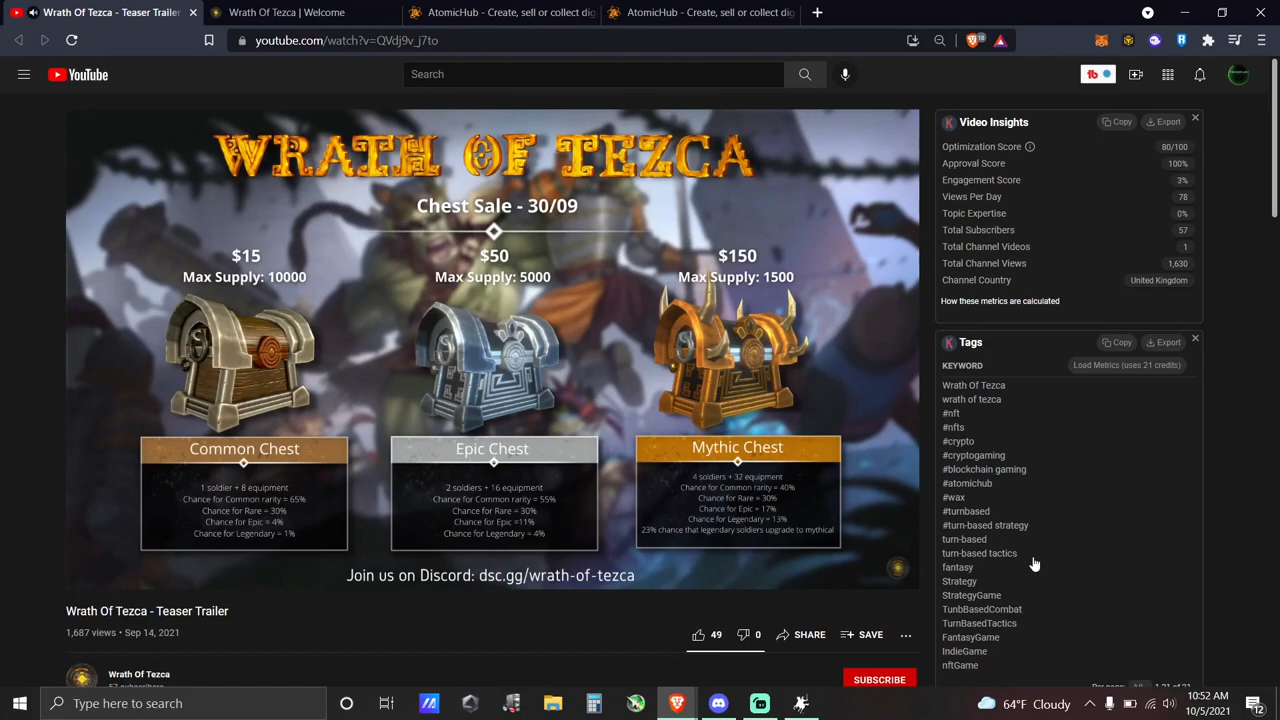 Wrath Of Tezca - Teaser Trailer
Wrath Of Tezca | Welcome
AtomicHub - Create, sell or collect dig
AtomicHub - Create, sell or collect dig
youtube.com/watch?v=QVdj9v_j7to
18
YouTube
Search
tb
WRATH OF TEZCA
Chest Sale - 30/09
$15
Max Supply: 10000
$50
Max Supply: 5000
$150
Max Supply: 1500
Common Chest
1 soldier + 8 equipment
Chance for Common rarity = 65%
Chance for Rare = 30%
Chance for Epic = 4%
Chance for Legendary = 1%
Epic Chest
2 soldiers + 16 equipment
Chance for Common rarity = 55%
Chance for Rare = 30%
Chance for Epic =11%
Chance for Legendary = 4%
Mythic Chest
4 soldiers + 32 equipment
Chance for Common rarity = 40%
Chance for Rare = 30%
Chance for Epic = 17%
Chance for Legendary = 13%
23% chance that legendary soldiers upgrade to mythical
Join us on Discord: dsc.gg/wrath-of-tezca
Wrath Of Tezca - Teaser Trailer
1,687 views • Sep 14, 2021
49
0
SHARE
SAVE
Wrath Of Tezca
57 subscribers
SUBSCRIBE
K Video Insights
Copy
Export
Optimization Score 80/100
Approval Score 100%
Engagement Score 3%
Views Per Day 78
Topic Expertise 0%
Total Subscribers 57
Total Channel Videos 1
Total Channel Views 1,630
Channel Country United Kingdom
How these metrics are calculated
K Tags
Copy
Export
KEYWORD
Load Metrics (uses 21 credits)
Wrath Of Tezca
wrath of tezca
#nft
#nfts
#crypto
#cryptogaming
#blockchain gaming
#atomichub
#wax
#turnbased
#turn-based strategy
turn-based
turn-based tactics
fantasy
Strategy
StrategyGame
TunbBasedCombat
TurnBasedTactics
FantasyGame
IndieGame
nftGame
Type here to search
64°F Cloudy
10:52 AM
10/5/2021
12